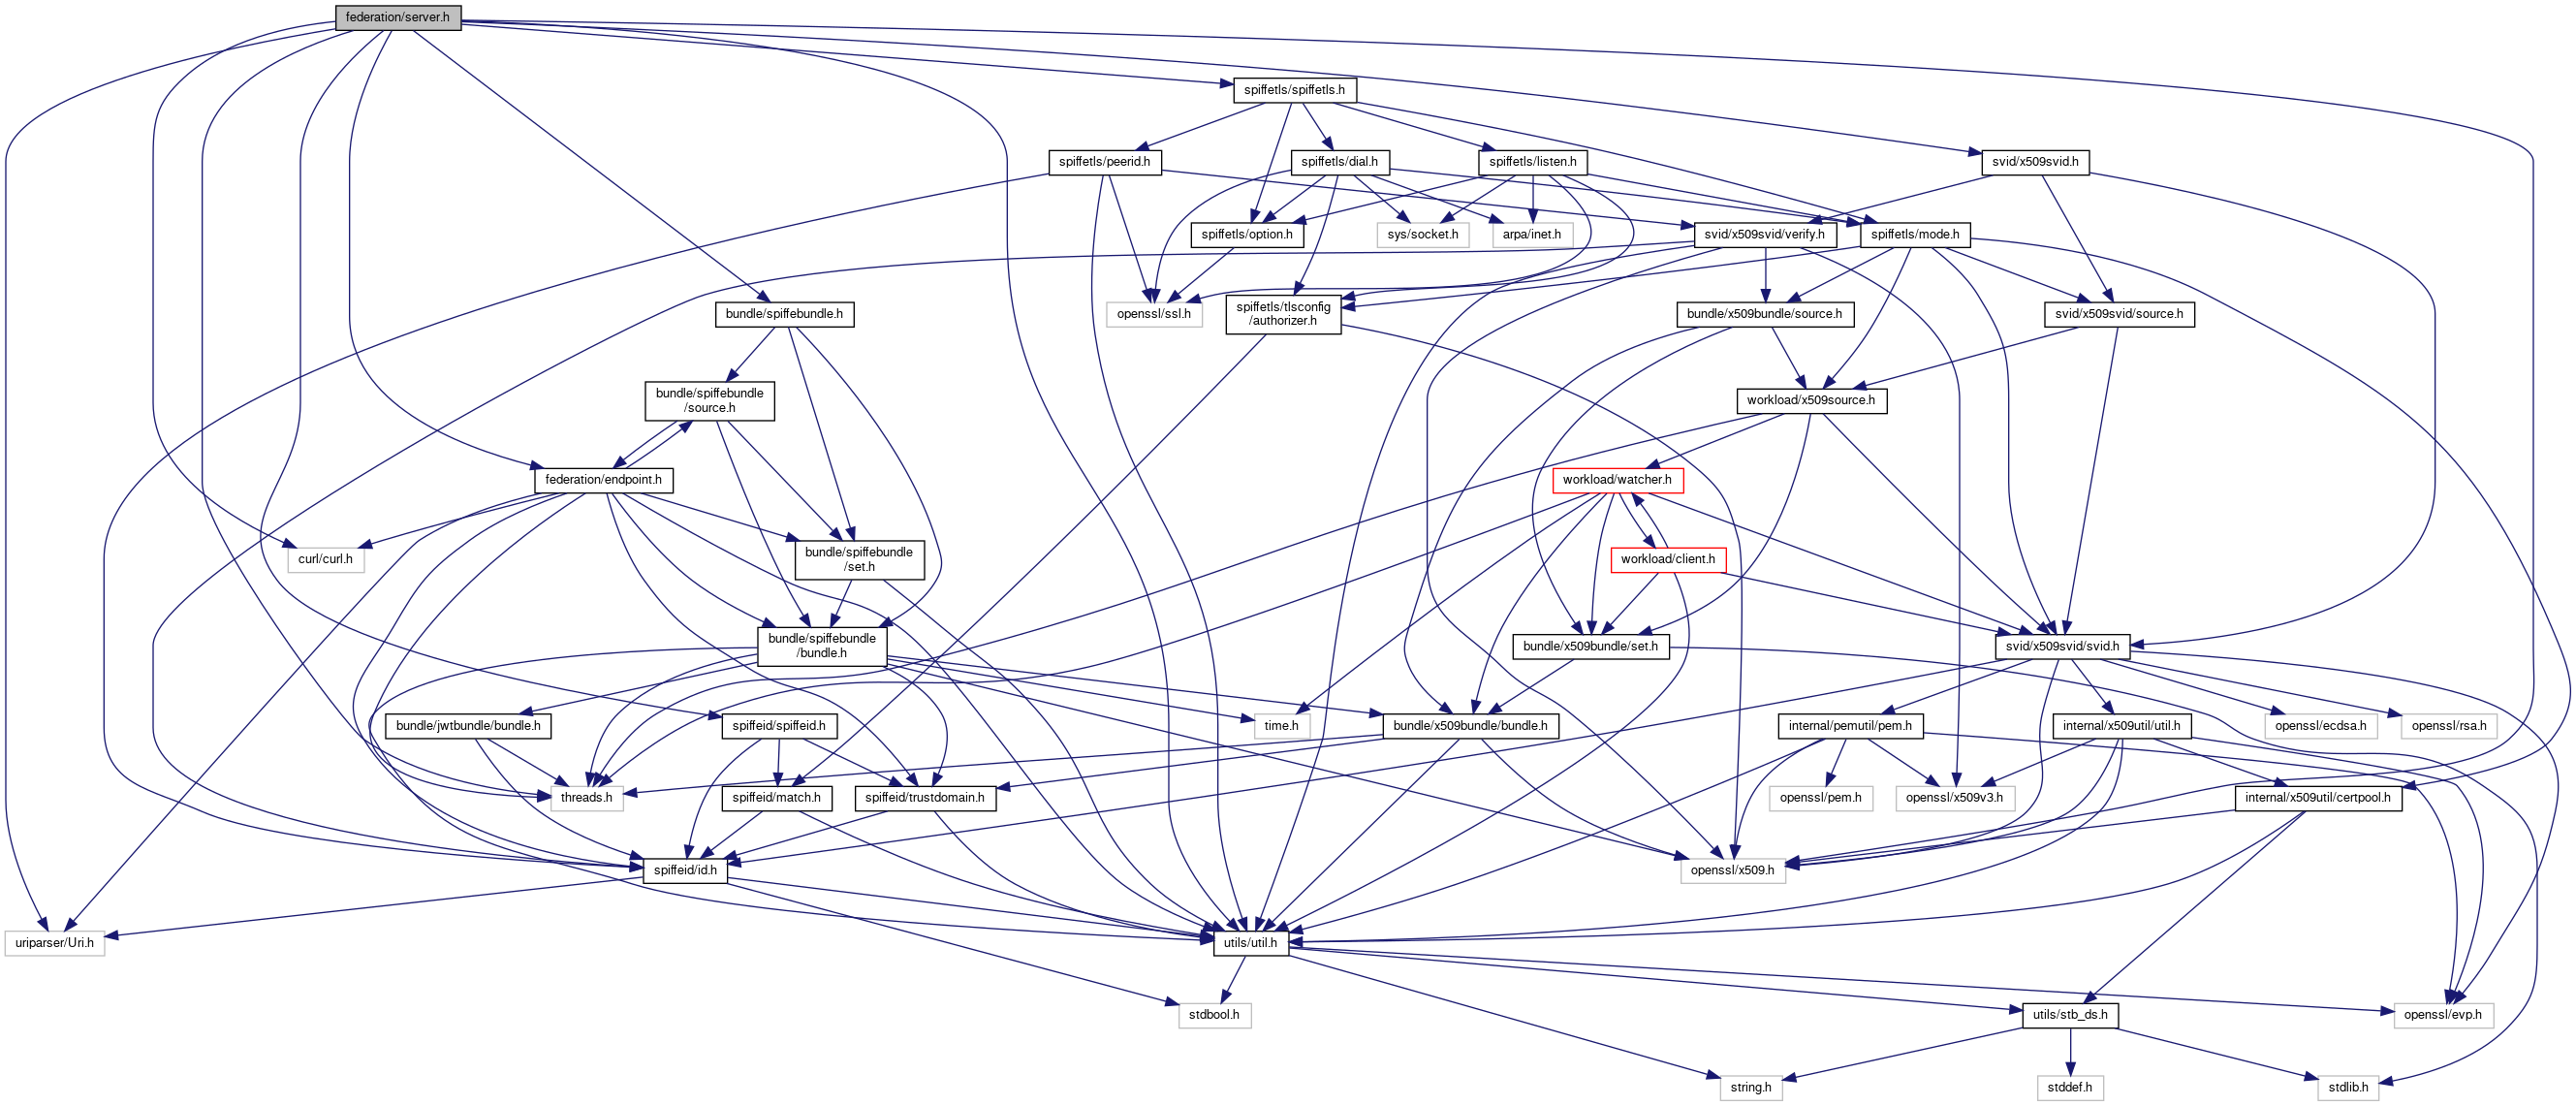 federation/server.h
spiffetls/spiffetls.h
spiffetls/peerid.h
spiffetls/dial.h
spiffetls/listen.h
svid/x509svid.h
spiffetls/option.h
sys/socket.h
arpa/inet.h
svid/x509svid/verify.h
spiffetls/mode.h
bundle/spiffebundle.h
openssl/ssl.h
spiffetls/tlsconfig
/authorizer.h
bundle/x509bundle/source.h
svid/x509svid/source.h
bundle/spiffebundle
/source.h
workload/x509source.h
federation/endpoint.h
workload/watcher.h
curl/curl.h
bundle/spiffebundle
/set.h
workload/client.h
bundle/spiffebundle
/bundle.h
bundle/x509bundle/set.h
svid/x509svid/svid.h
bundle/jwtbundle/bundle.h
spiffeid/spiffeid.h
time.h
bundle/x509bundle/bundle.h
internal/pemutil/pem.h
internal/x509util/util.h
openssl/ecdsa.h
openssl/rsa.h
threads.h
spiffeid/match.h
spiffeid/trustdomain.h
openssl/pem.h
openssl/x509v3.h
internal/x509util/certpool.h
spiffeid/id.h
openssl/x509.h
uriparser/Uri.h
utils/util.h
stdbool.h
utils/stb_ds.h
openssl/evp.h
string.h
stddef.h
stdlib.h